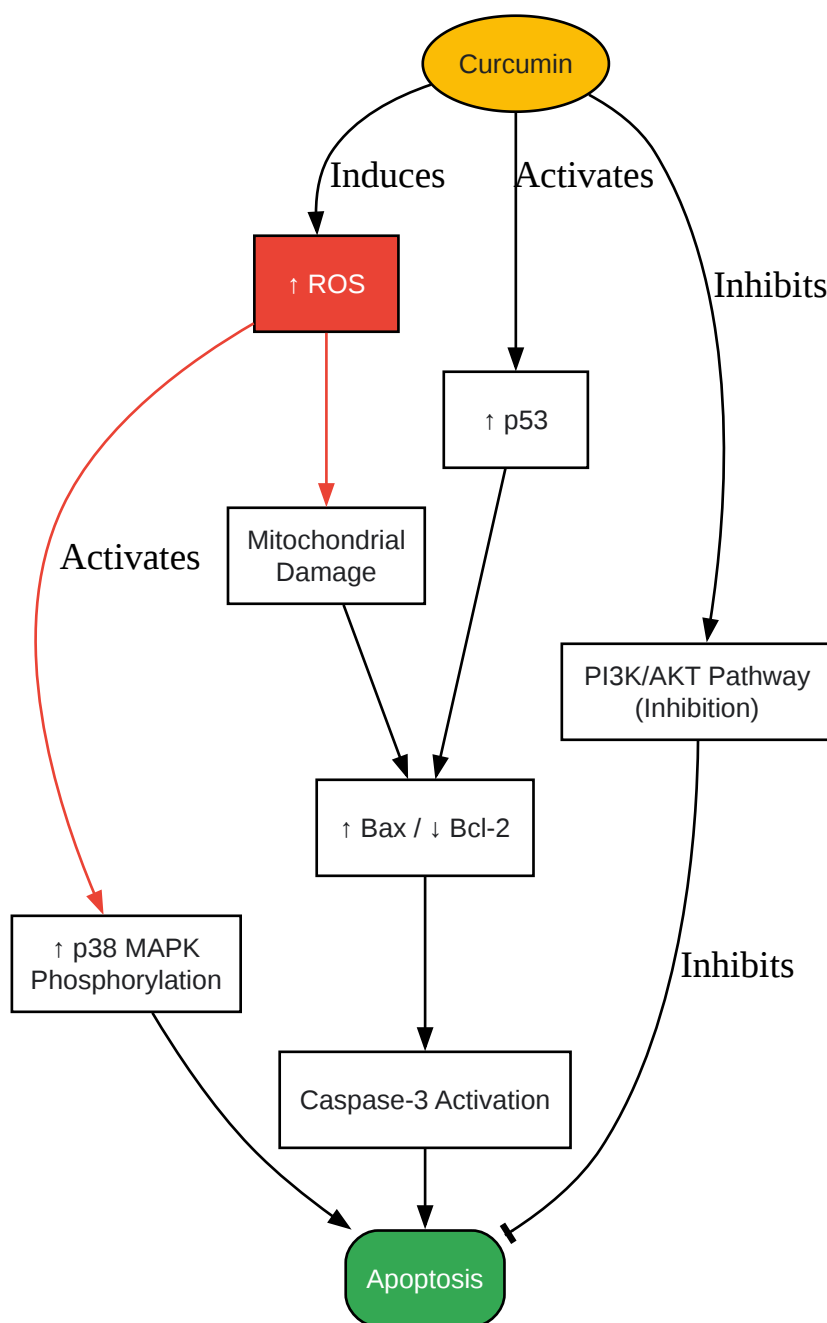 Curcumin
Induces
Activates
Inhibits
↑ ROS
↑ p53
Activates
Mitochondrial
Damage
PI3K/AKT Pathway
(Inhibition)
↑ Bax / ↓ Bcl-2
↑ p38 MAPK
Phosphorylation
Inhibits
Caspase-3 Activation
Apoptosis